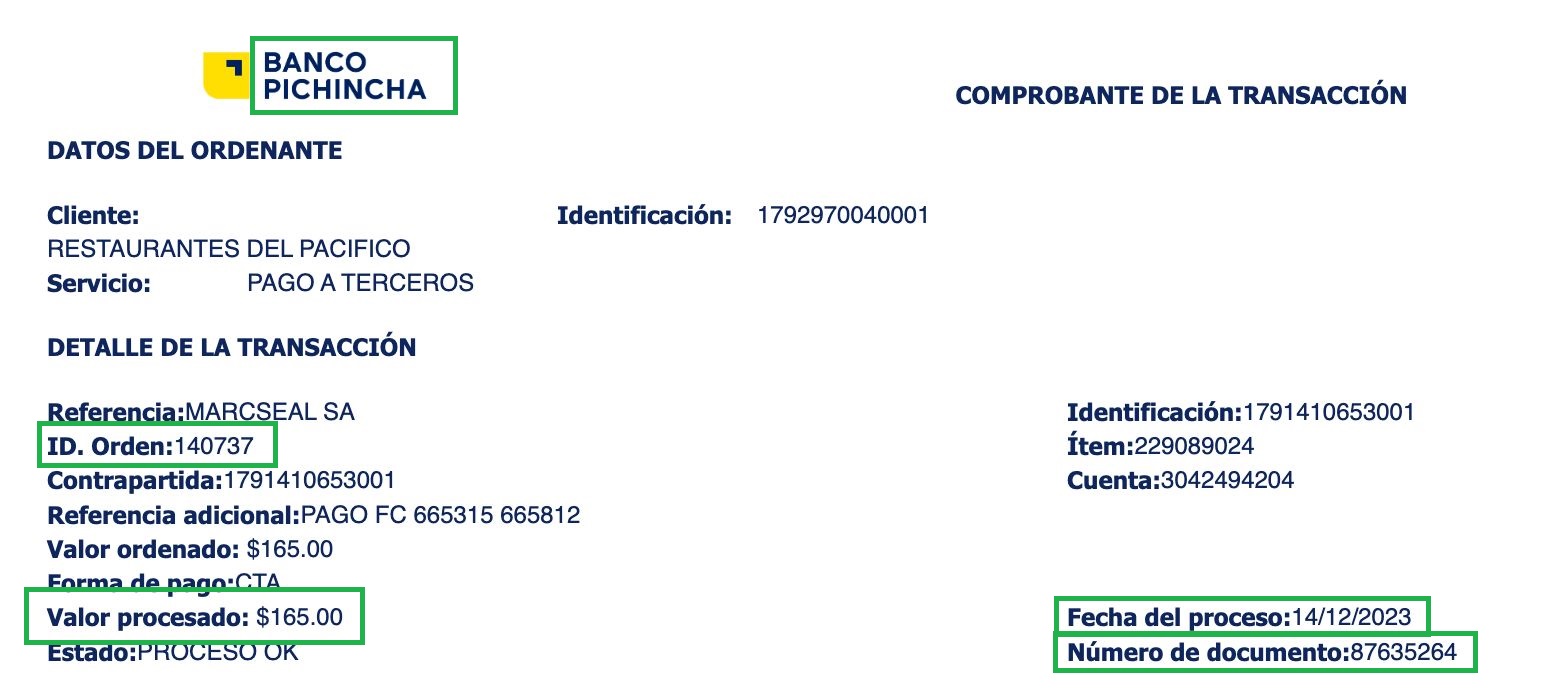 BANCO
PICHINCHA
COMPROBANTE DE LA TRANSACCIÓN
DATOS DEL ORDENANTE
Cliente:
Identificación: 1792970040001
RESTAURANTES DEL PACIFICO
Servicio: PAGO A TERCEROS
DETALLE DE LA TRANSACCIÓN
Referencia:MARCSEAL SA
Identificación:1791410653001
ID. Orden:140737
Ítem:229089024
Contrapartida:1791410653001
Cuenta:3042494204
Referencia adicional:PAGO FC 665315 665812
Valor ordenado: $165.00
Forma de pago:CTA
Valor procesado: $165.00
Fecha del proceso:14/12/2023
Estado:PROCESO OK
Número de documento:87635264